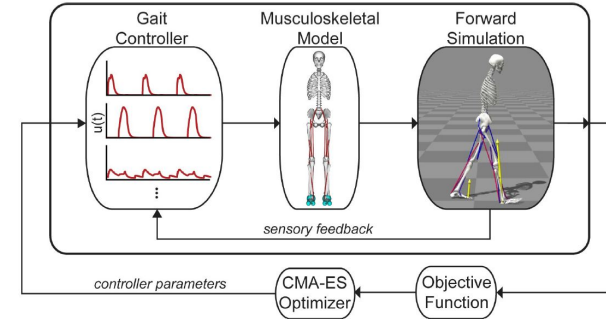 Gait
Controller
Musculoskeletal
Model
Forward
Simulation
u(t)
sensory feedback
controller parameters
CMA-ES
Optimizer
Objective
Function